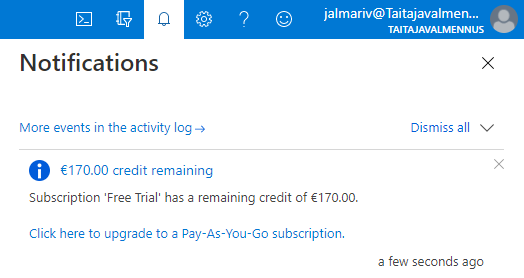 jalmariv@Taitajavalmen...
TAITAJAVALMENNUS
Notifications
More events in the activity log → Dismiss all
€170.00 credit remaining
Subscription 'Free Trial' has a remaining credit of €170.00.
Click here to upgrade to a Pay-As-You-Go subscription.
a few seconds ago